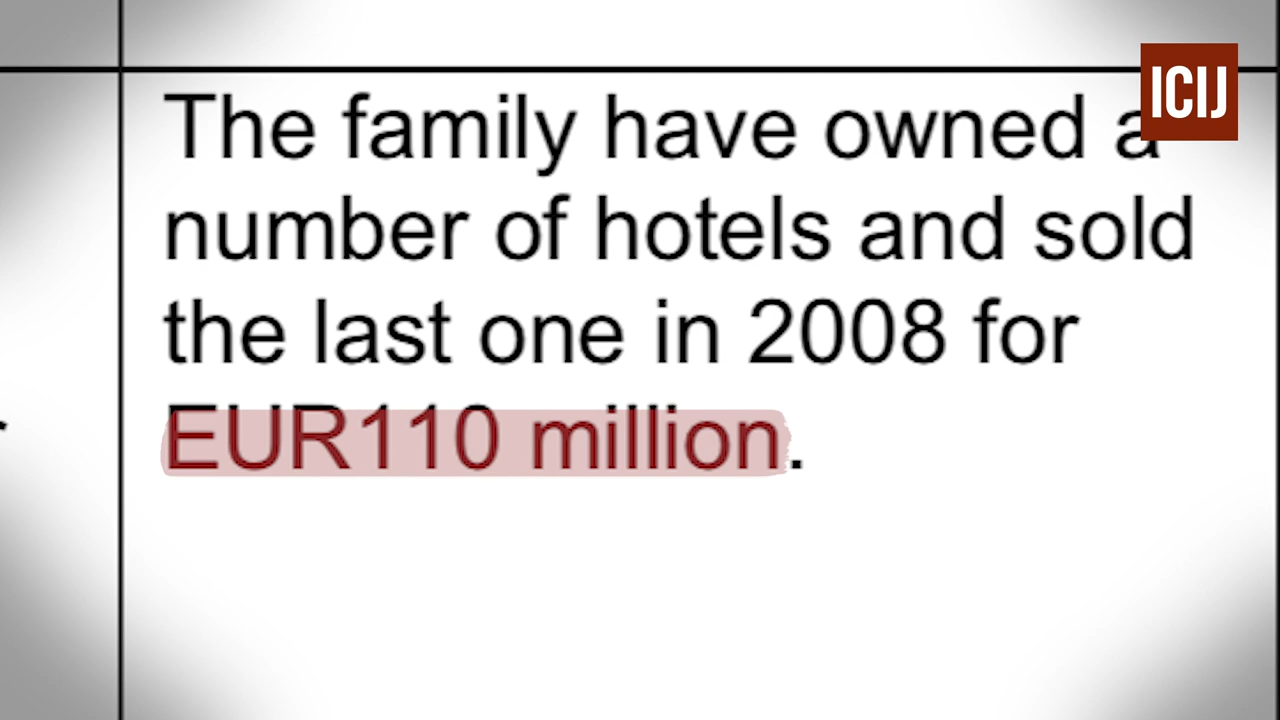 ICIJ
The family have owned a
number of hotels and sold
the last one in 2008 for
EUR110 million.